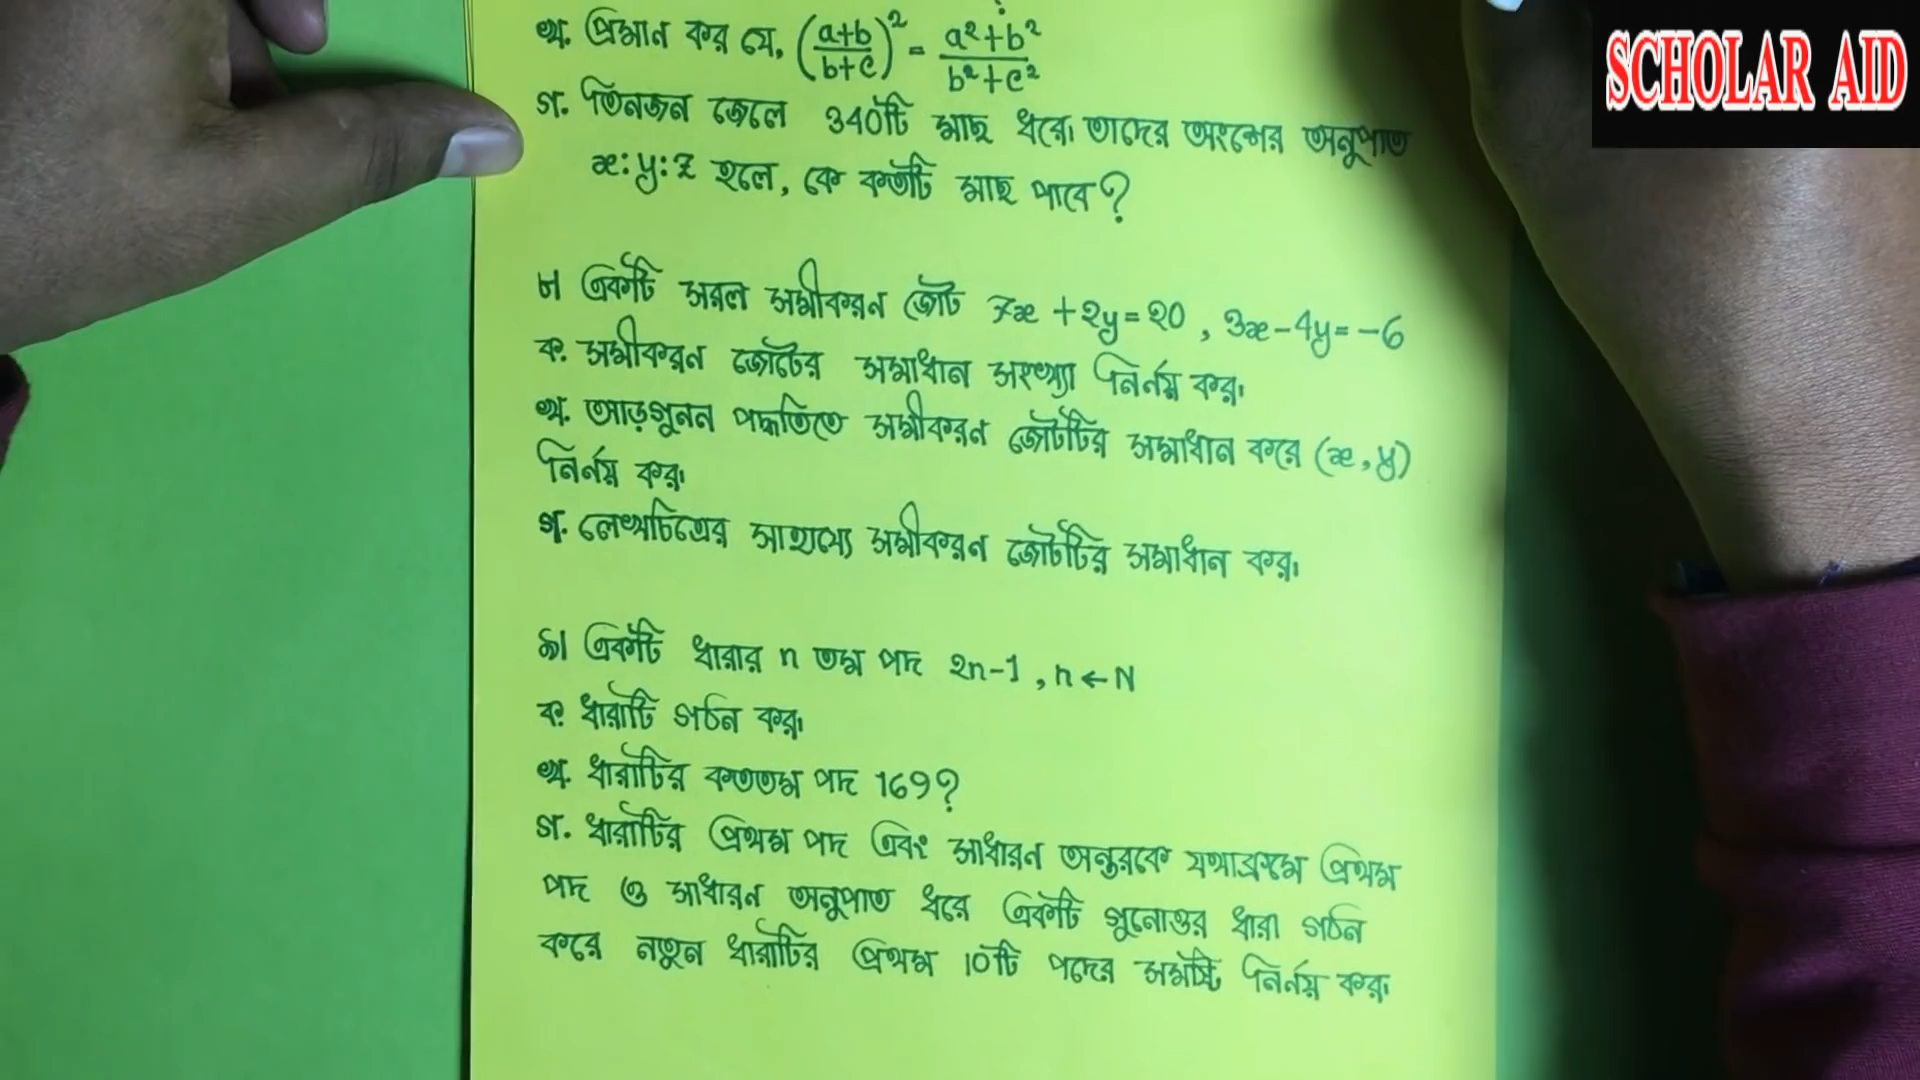 খ. প্রমান কর যে, (a+b/b+c)² = a²+b²/b²+c²
গ. তিনজন জেলে 340টি মাছ ধরে। তাদের অংশের অনুপাত
x:y:z হলে, কে কতটি মাছ পাবে?
৮। একটি সরল সমীকরন জোট 7x +2y=20 , 3x-4y=-6
ক. সমীকরন জোটের সমাধান সংখ্যা নির্নয় কর।
খ. আড়গুনন পদ্ধতিতে সমীকরন জোটটির সমাধান করে (x,y)
নির্নয় কর।
গ. লেখচিত্রের সাহায্যে সমীকরন জোটটির সমাধান কর।
৯। একটি ধারার n তম পদ 2n-1 , n ← N
ক. ধারাটি গঠন কর।
খ. ধারাটির কততম পদ 169?
গ. ধারাটির প্রথম পদ এবং সাধারন অন্তরকে যথাক্রমে প্রথম
পদ ও সাধারন অনুপাত ধরে একটি গুনোত্তর ধারা গঠন
করে নতুন ধারাটির প্রথম 10টি পদের সমষ্টি নির্নয় কর।
SCHOLAR AID